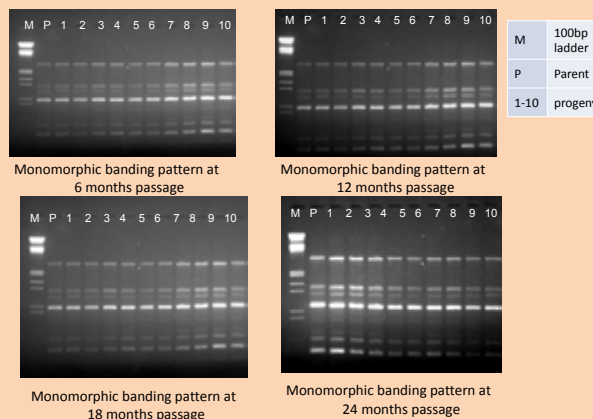 M P 1 2 3 4 5 6 7 8 9 10
M P 1 2 3 4 5 6 7 8 9 10
M 100bp
ladder
P Parent
1-10
Monomorphic banding pattern at
6 months passage
Monomorphic banding pattern at
12 months passage
M P 1 2 3 4 5 6 7 8 9 10
M P 1 2 3 4 5 6 7 8 9 10
Monomorphic banding pattern at
18 months passage
Monomorphic banding pattern at
24 months passage